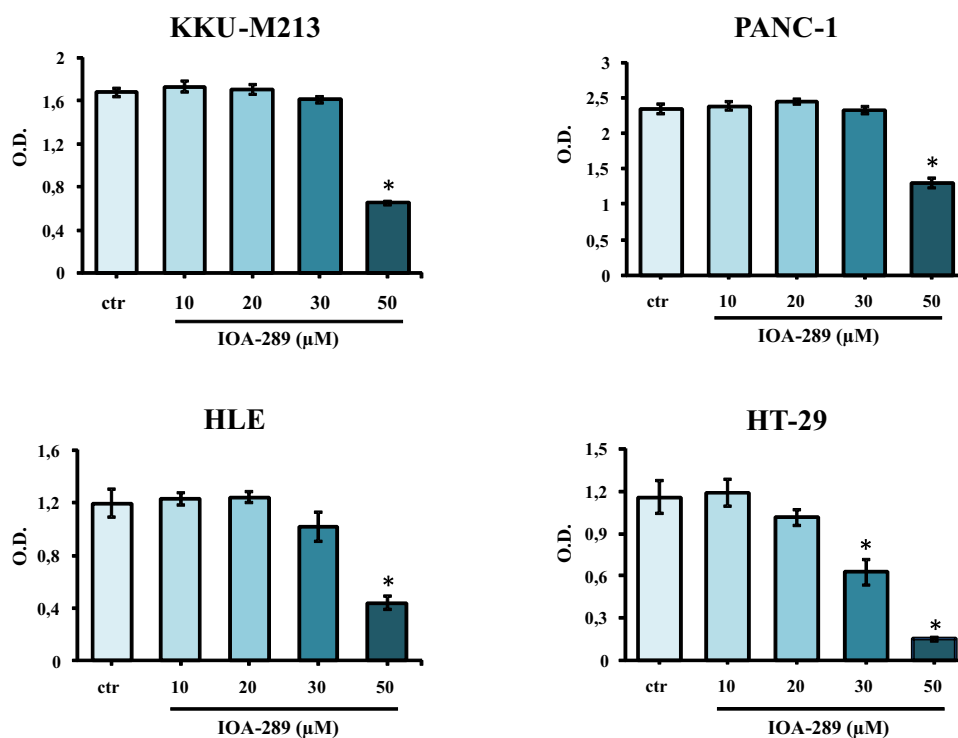 KKU-M213
2
1,6
1,2
0,8
0,4
0
O.D.
*
ctr 10 20 30 50
IOA-289 (µM)
PANC-1
3
2,5
2
1,5
1
0,5
0
O.D.
*
ctr 10 20 30 50
IOA-289 (µM)
HLE
1,6
1,2
0,8
0,4
0
O.D.
*
ctr 10 20 30 50
IOA-289 (µM)
HT-29
1,5
1,2
0,9
0,6
0,3
0
O.D.
*
*
ctr 10 20 30 50
IOA-289 (µM)